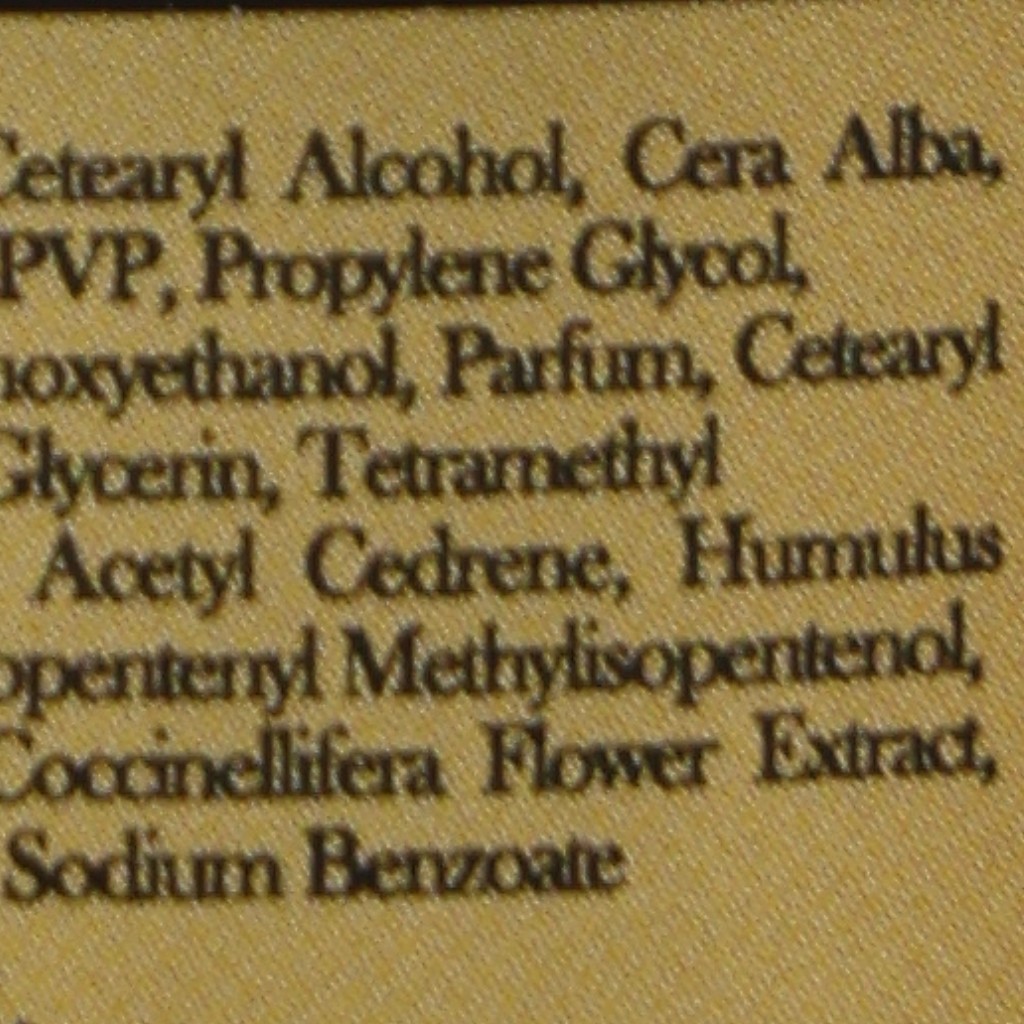 Cetearyl Alcohol, Cera Alba,
PVP, Propylene Glycol,
noxyethanol, Parfum, Cetearyl
Glycerin, Tetramethyl
Acetyl Cedrene, Humulus
opentenyl Methylisopentenol,
Coccinellifera Flower Extract,
Sodium Benzoate